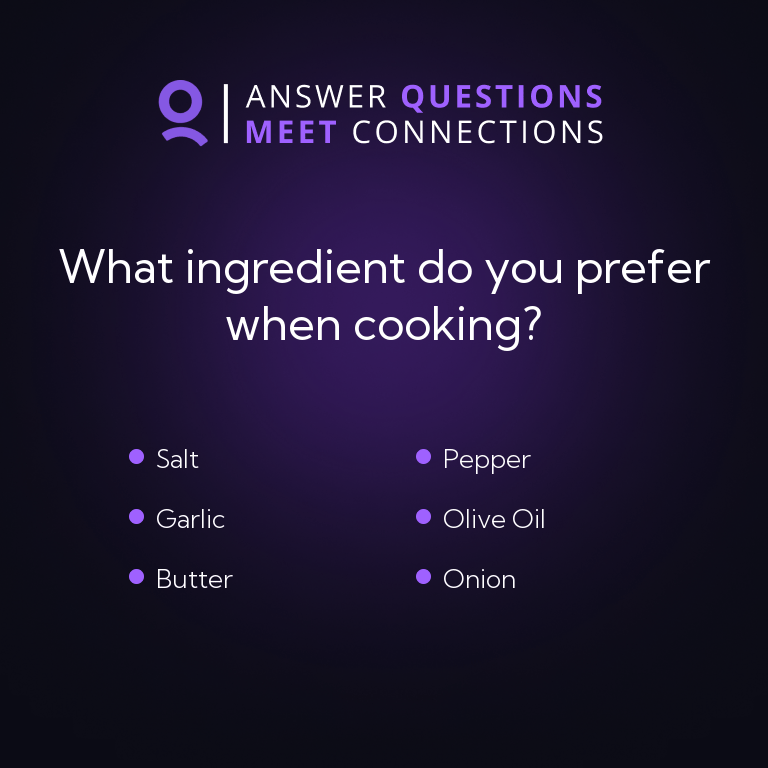 ANSWER QUESTIONS
MEET CONNECTIONS
What ingredient do you prefer
when cooking?
Salt
Pepper
Garlic
Olive Oil
Butter
Onion